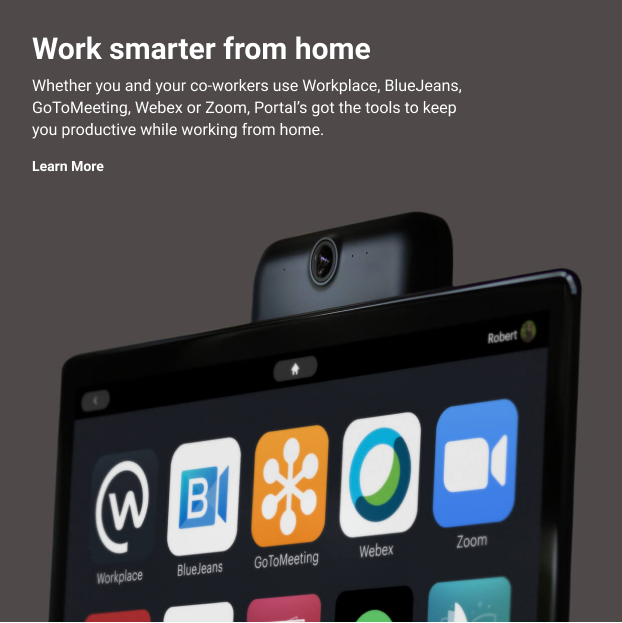 Work smarter from home
Whether you and your co-workers use Workplace, BlueJeans,
GoToMeeting, Webex or Zoom, Portal’s got the tools to keep
you productive while working from home.
Learn More
Robert
W
B
Workplace
BlueJeans
GoToMeeting
Webex
Zoom